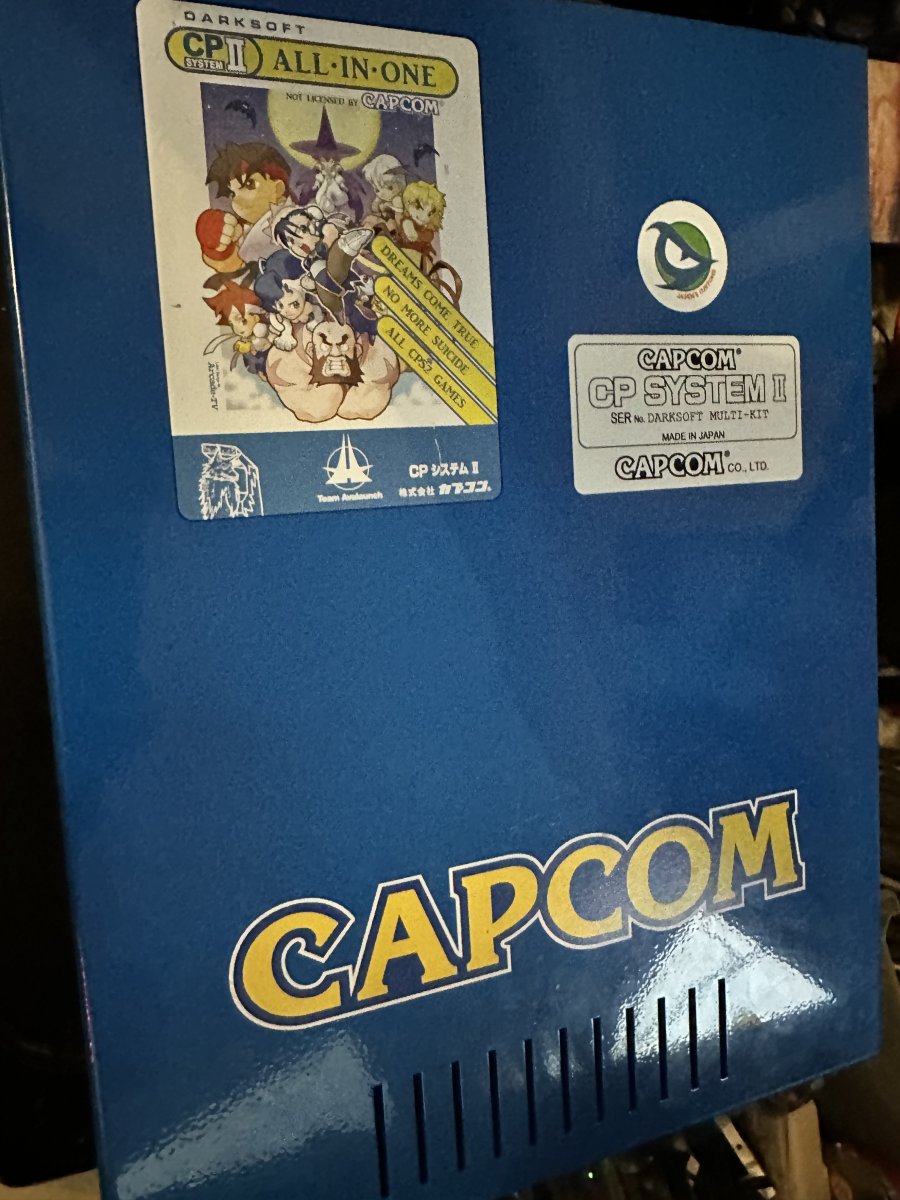 DARKSOFT
CP SYSTEM II
ALL·IN·ONE
NOT LICENSED BY CAPCOM
DREAMS COME TRUE
NO MORE SUICIDE
ALL CPS2 GAMES
Arcade-TV
Team Avalaunch
CP システム II
株式会社 カプコン
CAPCOM
CP SYSTEM II
SER No. DARKSOFT MULTI-KIT
MADE IN JAPAN
CAPCOM CO., LTD.
CAPCOM